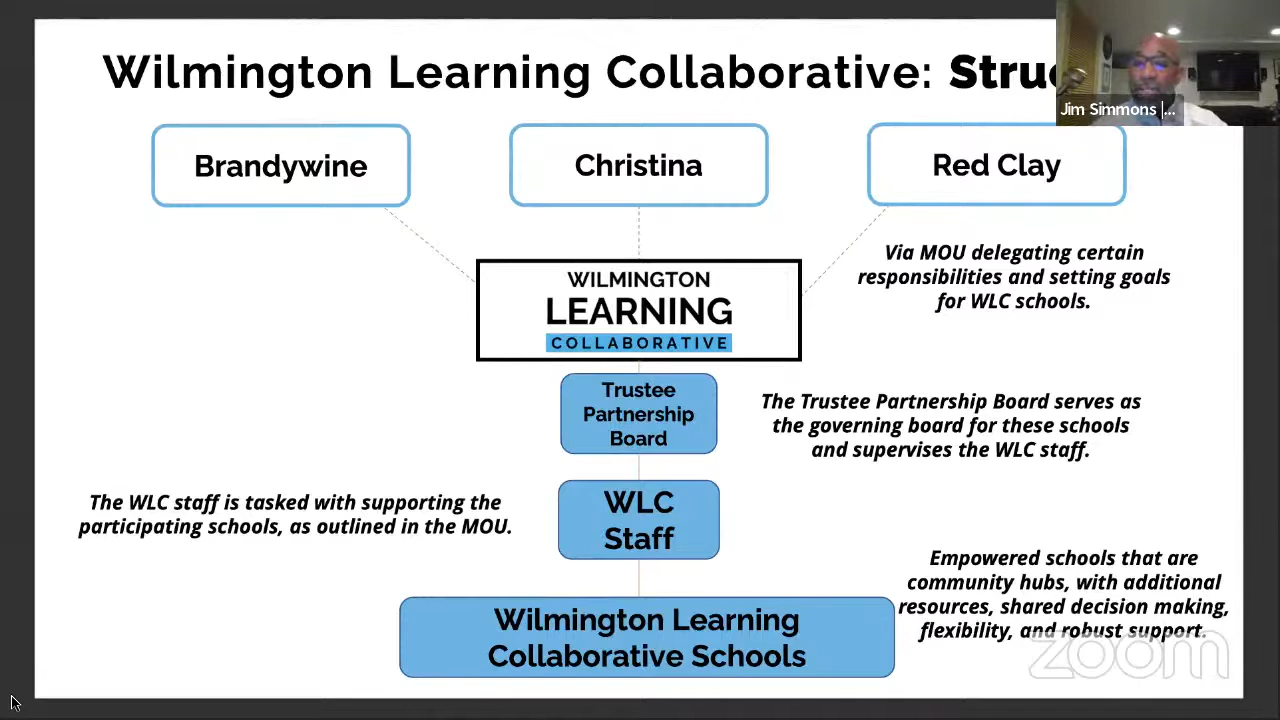 Wilmington Learning Collaborative: Struc
Jim Simmons |...
Brandywine
Christina
Red Clay
Via MOU delegating certain
responsibilities and setting goals
for WLC schools.
WILMINGTON
LEARNING
COLLABORATIVE
Trustee
Partnership
Board
The Trustee Partnership Board serves as
the governing board for these schools
and supervises the WLC staff.
The WLC staff is tasked with supporting the
participating schools, as outlined in the MOU.
WLC
Staff
Empowered schools that are
community hubs, with additional
resources, shared decision making,
flexibility, and robust support.
Wilmington Learning
Collaborative Schools
zoom